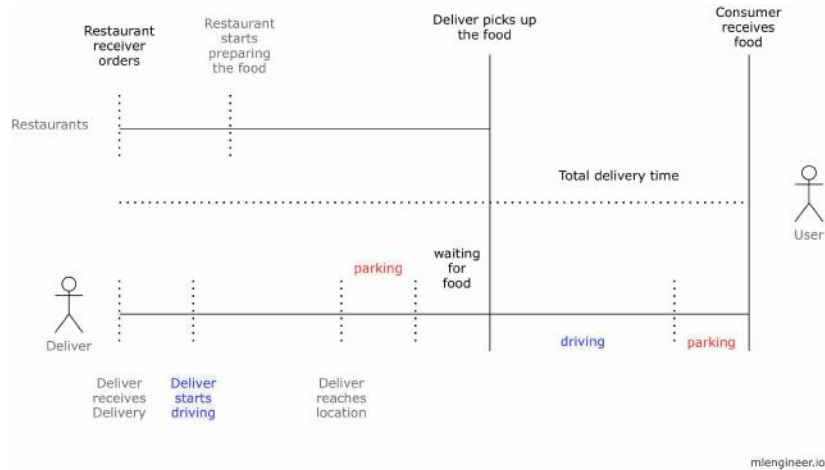 Restaurant
receiver
orders
Restaurant
starts
preparing
the food
Deliver picks up
the food
Consumer
receives
food
Restaurants
Total delivery time
User
parking
waiting
for
food
Deliver
driving
parking
Deliver
receives
Delivery
Deliver
starts
driving
Deliver
reaches
location
mlengineer.io